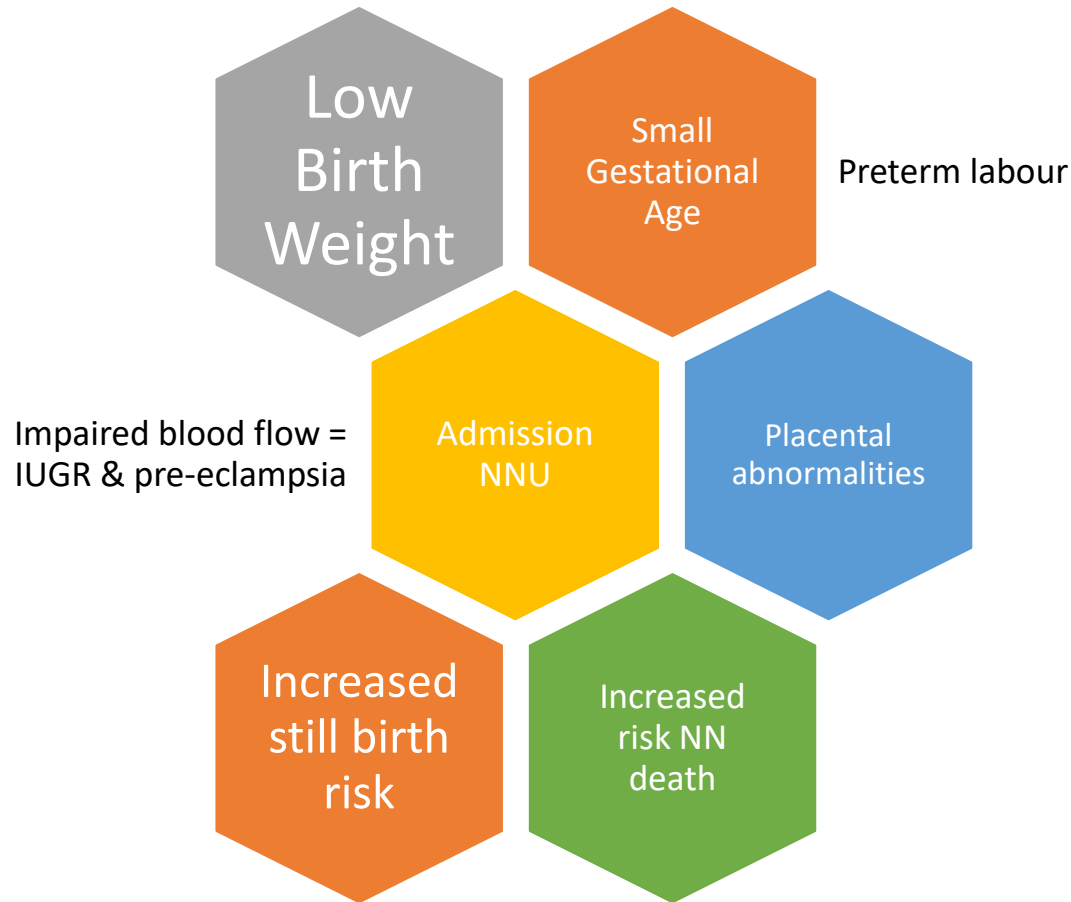 Low
Birth
Weight
Small
Gestational
Age
Preterm labour
Impaired blood flow =
IUGR & pre-eclampsia
Admission
NNU
Placental
abnormalities
Increased
still birth
risk
Increased
risk NN
death